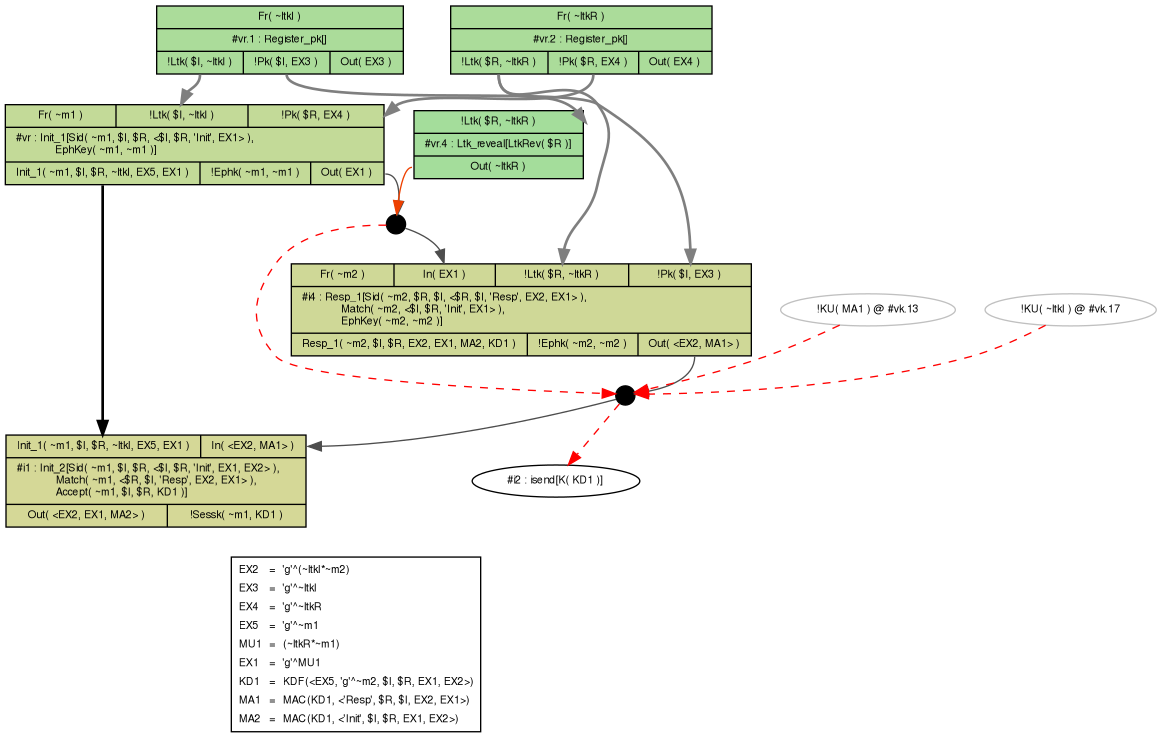 Fr( ~ltkI )
#vr.1 : Register_pk[]
!Ltk( $I, ~ltkI ) !Pk( $I, EX3 ) Out( EX3 )
Fr( ~ltkR )
#vr.2 : Register_pk[]
!Ltk( $R, ~ltkR ) !Pk( $R, EX4 ) Out( EX4 )
Fr( ~m1 ) !Ltk( $I, ~ltkI ) !Pk( $R, EX4 )
#vr : Init_1[Sid( ~m1, $I, $R, <$I, $R, 'Init', EX1> ),
EphKey( ~m1, ~m1 )]
Init_1( ~m1, $I, $R, ~ltkI, EX5, EX1 ) !Ephk( ~m1, ~m1 ) Out( EX1 )
!Ltk( $R, ~ltkR )
#vr.4 : Ltk_reveal[LtkRev( $R )]
Out( ~ltkR )
Fr( ~m2 ) In( EX1 ) !Ltk( $R, ~ltkR ) !Pk( $I, EX3 )
#i4 : Resp_1[Sid( ~m2, $R, $I, <$R, $I, 'Resp', EX2, EX1> ),
Match( ~m2, <$I, $R, 'Init', EX1> ),
EphKey( ~m2, ~m2 )]
Resp_1( ~m2, $I, $R, EX2, EX1, MA2, KD1 ) !Ephk( ~m2, ~m2 ) Out( <EX2, MA1> )
!KU( MA1 ) @ #vk.13
!KU( ~ltkI ) @ #vk.17
Init_1( ~m1, $I, $R, ~ltkI, EX5, EX1 ) In( <EX2, MA1> )
#i1 : Init_2[Sid( ~m1, $I, $R, <$I, $R, 'Init', EX1, EX2> ),
Match( ~m1, <$R, $I, 'Resp', EX2, EX1> ),
Accept( ~m1, $I, $R, KD1 )]
Out( <EX2, EX1, MA2> ) !Sessk( ~m1, KD1 )
#i2 : isend[K( KD1 )]
EX2 = 'g'^(~ltkI*~m2)
EX3 = 'g'^~ltkI
EX4 = 'g'^~ltkR
EX5 = 'g'^~m1
MU1 = (~ltkR*~m1)
EX1 = 'g'^MU1
KD1 = KDF(<EX5, 'g'^~m2, $I, $R, EX1, EX2>)
MA1 = MAC(KD1, <'Resp', $R, $I, EX2, EX1>)
MA2 = MAC(KD1, <'Init', $I, $R, EX1, EX2>)